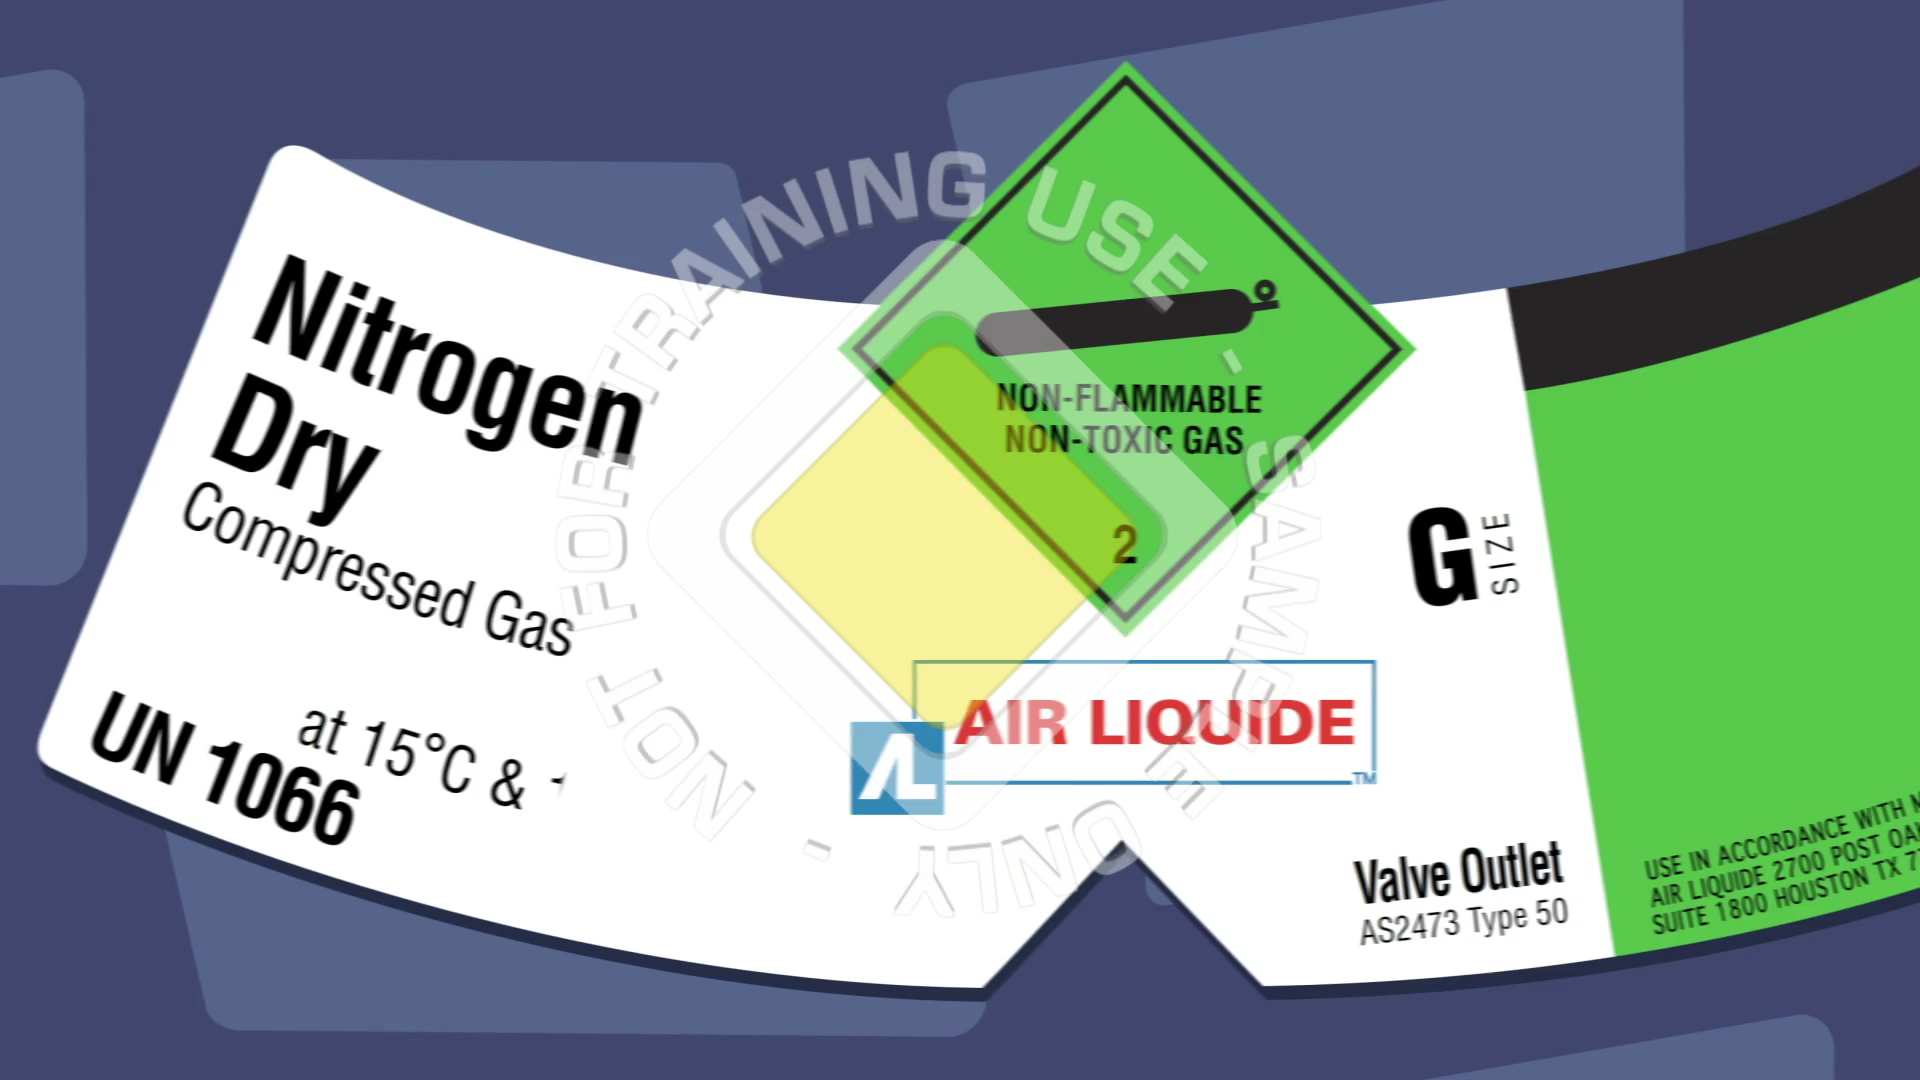 Nitrogen
Dry
Compressed Gas
at 15°C &
UN 1066
NON-FLAMMABLE
NON-TOXIC GAS
2
AL
AIR LIQUIDE
TM
G
SIZE
Valve Outlet
AS2473 Type 50
USE IN ACCORDANCE WITH
AIR LIQUIDE 2700 POST
SUITE 1800 HOUSTON TX
SAMPLE ONLY - NOT FOR TRAINING USE -